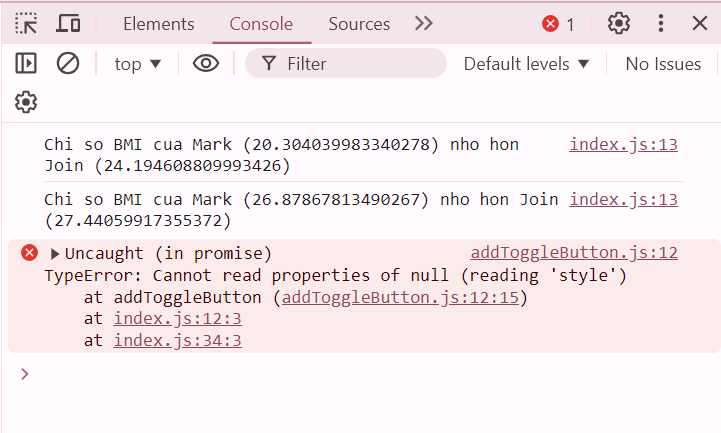 Elements Console Sources 1
top Filter Default levels No Issues
Chi so BMI cua Mark (20.304039983340278) nho hon index.js:13
Join (24.194608809993426)
Chi so BMI cua Mark (26.87867813490267) nho hon Join index.js:13
(27.44059917355372)
Uncaught (in promise) addToggleButton.js:12
TypeError: Cannot read properties of null (reading 'style')
at addToggleButton (addToggleButton.js:12:15)
at index.js:12:3
at index.js:34:3